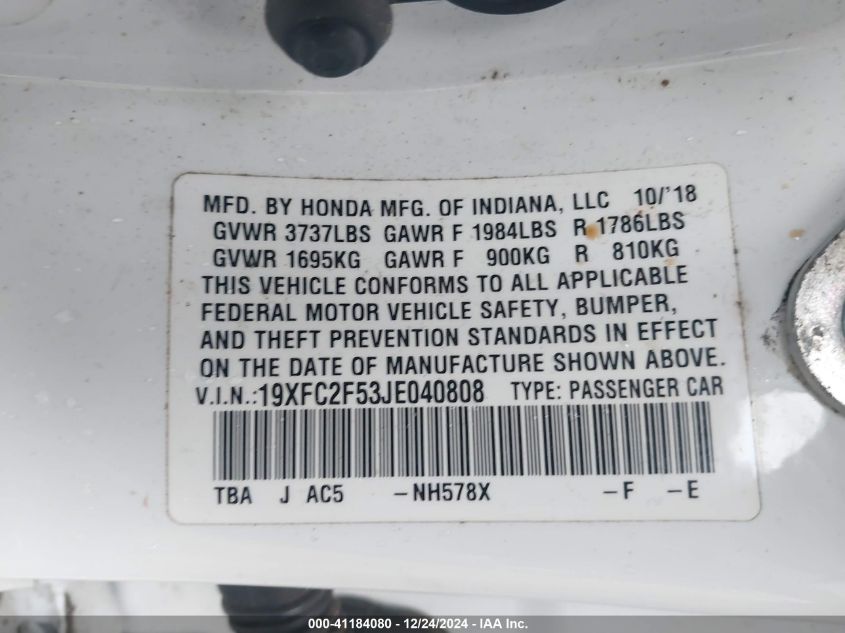 MFD. BY HONDA MFG. OF INDIANA, LLC 10/'18
GVWR 3737LBS GAWR F 1984LBS R 1786LBS
GVWR 1695KG GAWR F 900KG R 810KG
THIS VEHICLE CONFORMS TO ALL APPLICABLE
FEDERAL MOTOR VEHICLE SAFETY, BUMPER,
AND THEFT PREVENTION STANDARDS IN EFFECT
ON THE DATE OF MANUFACTURE SHOWN ABOVE.
V.I.N.:19XFC2F53JE040808 TYPE: PASSENGER CAR
TBA J AC5 -NH578X -F -E
000-41184080 - 12/24/2024 - IAA Inc.